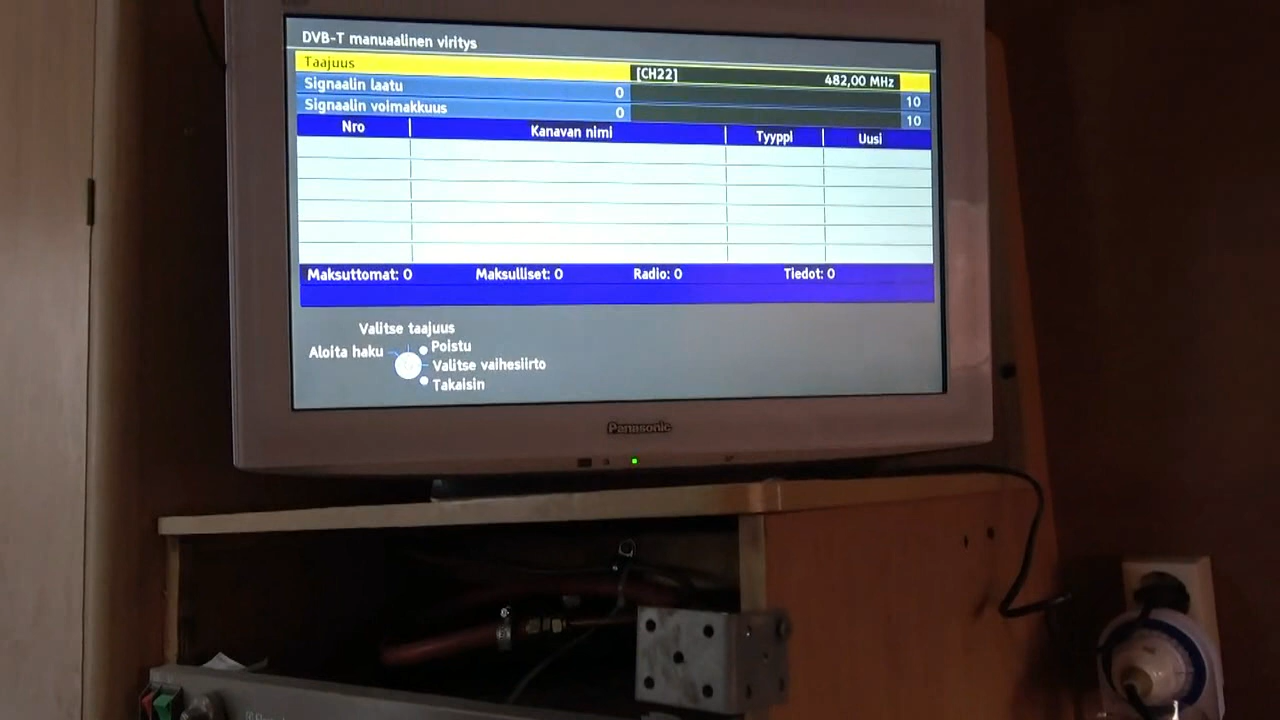 DVB-T manuaalinen viritys
Taajuus [CH22] 482,00 MHz
Signaalin laatu 0 10
Signaalin voimakkuus 0 10
Nro Kanavan nimi Tyyppi Uusi
Maksuttomat: 0 Maksulliset: 0 Radio: 0 Tiedot: 0
Valitse taajuus
Aloita haku Poistu
Valitse vaihesiirto
Takaisin
Panasonic